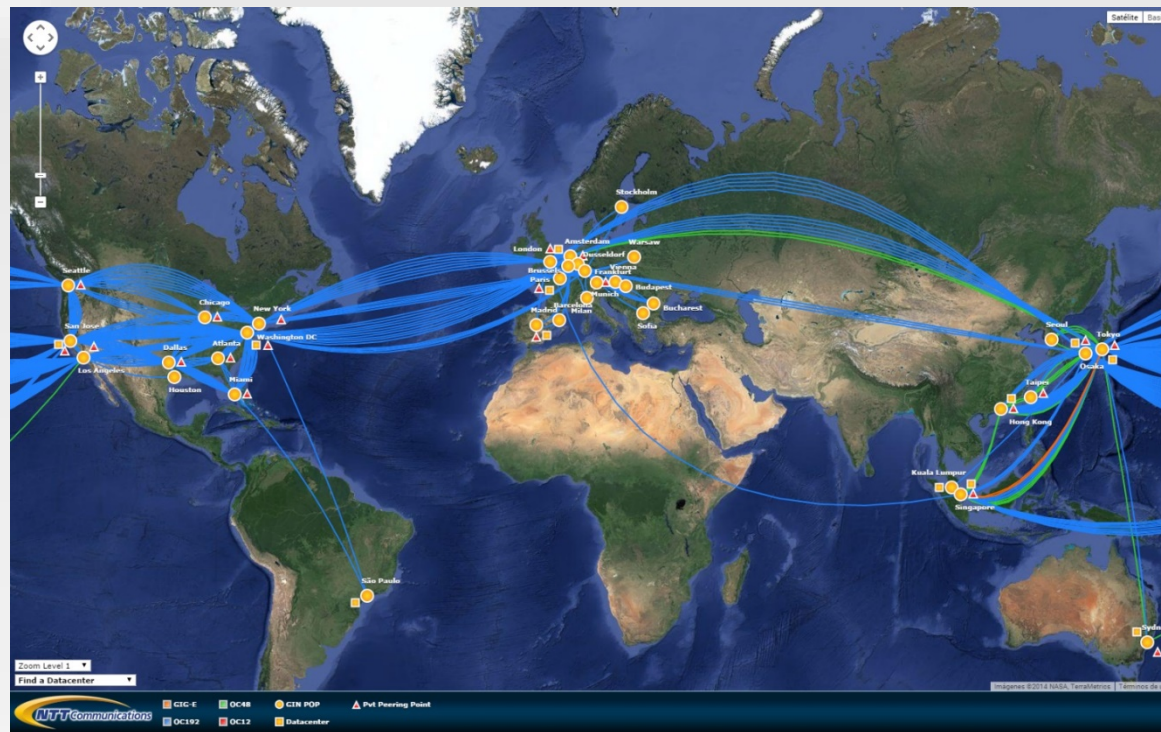 Satélite
Stockholm
London
Amsterdam
Warsaw
Dusseldorf
Brussel
Frankfurt
Vienna
Paris
Budapest
Munich
Barcelona
Milan
Bucharest
Madrid
Sofia
Seattle
Chicago
New York
San Jose
Washington DC
Dallas
Atlanta
Los Angeles
Houston
Miami
Seoul
Tokyo
Osaka
Taipei
Hong Kong
Kuala Lumpur
Singapore
São Paulo
Zoom Level 1
Find a Datacenter
Imágenes ©2014 NASA, TerraMetrics
NTT Communications
GIG-E OC48 GIN POP Pvt Peering Point
OC192 OC12 Datacenter